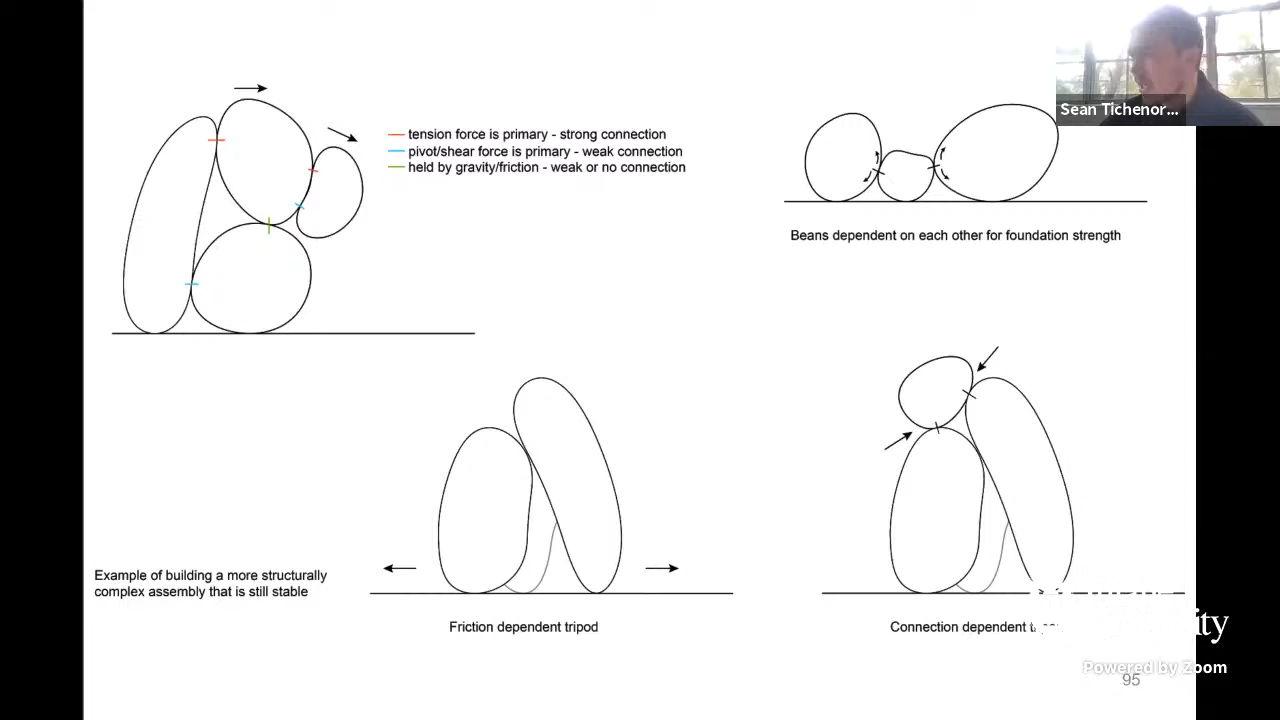 Sean Tichenor...
tension force is primary - strong connection
pivot/shear force is primary - weak connection
held by gravity/friction - weak or no connection
Beans dependent on each other for foundation strength
Example of building a more structurally
complex assembly that is still stable
Friction dependent tripod
Connection dependent
Powered by Zoom
95